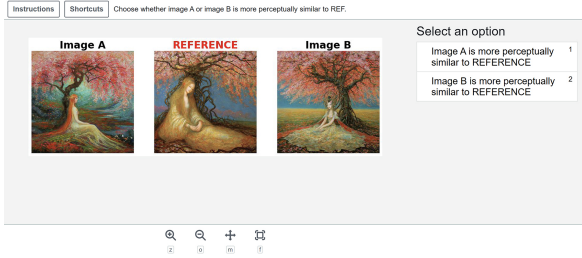 Instructions Shortcuts Choose whether image A or image B is more perceptually similar to REF.
Select an option
Image A REFERENCE Image B
Image A is more perceptually 1
similar to REFERENCE
Image B is more perceptually 2
similar to REFERENCE
z o m f